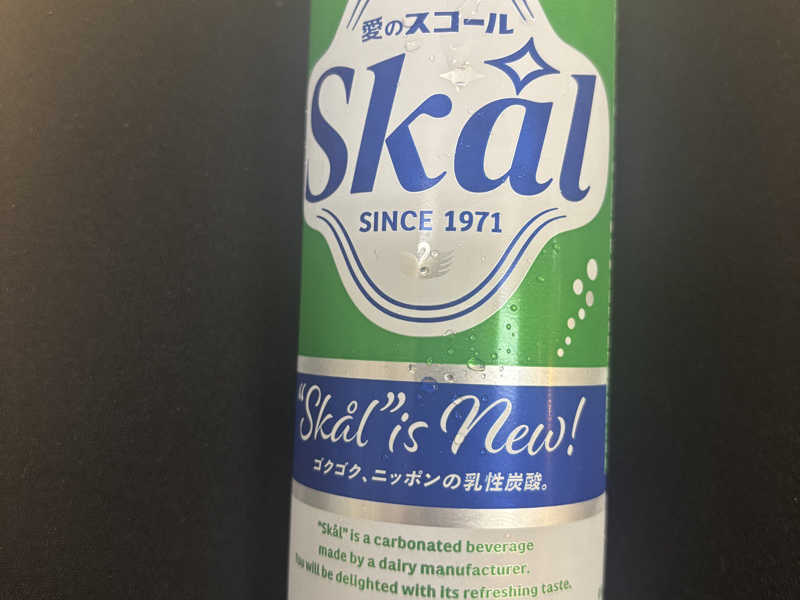 愛のスコール
Skål
SINCE 1971
“Skål” is New!
ゴクゴク、ニッポンの乳性炭酸。
“Skål” is a carbonated beverage
made by a dairy manufacturer.
You will be delighted with its refreshing taste.